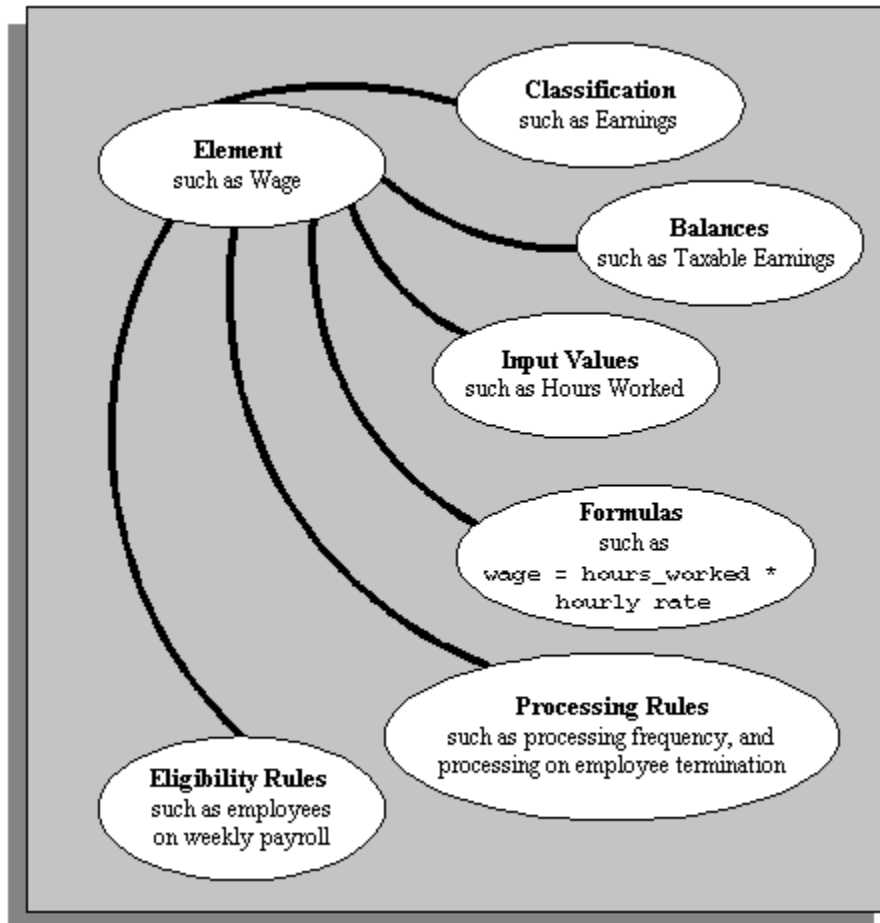 Classification
such as Earnings
Element
such as Wage
Balances
such as Taxable Earnings
Input Values
such as Hours Worked
Formulas
such as
wage = hours_worked *
hourly rate
Processing Rules
such as processing frequency, and
processing on employee termination
Eligibility Rules
such as employees
on weekly payroll